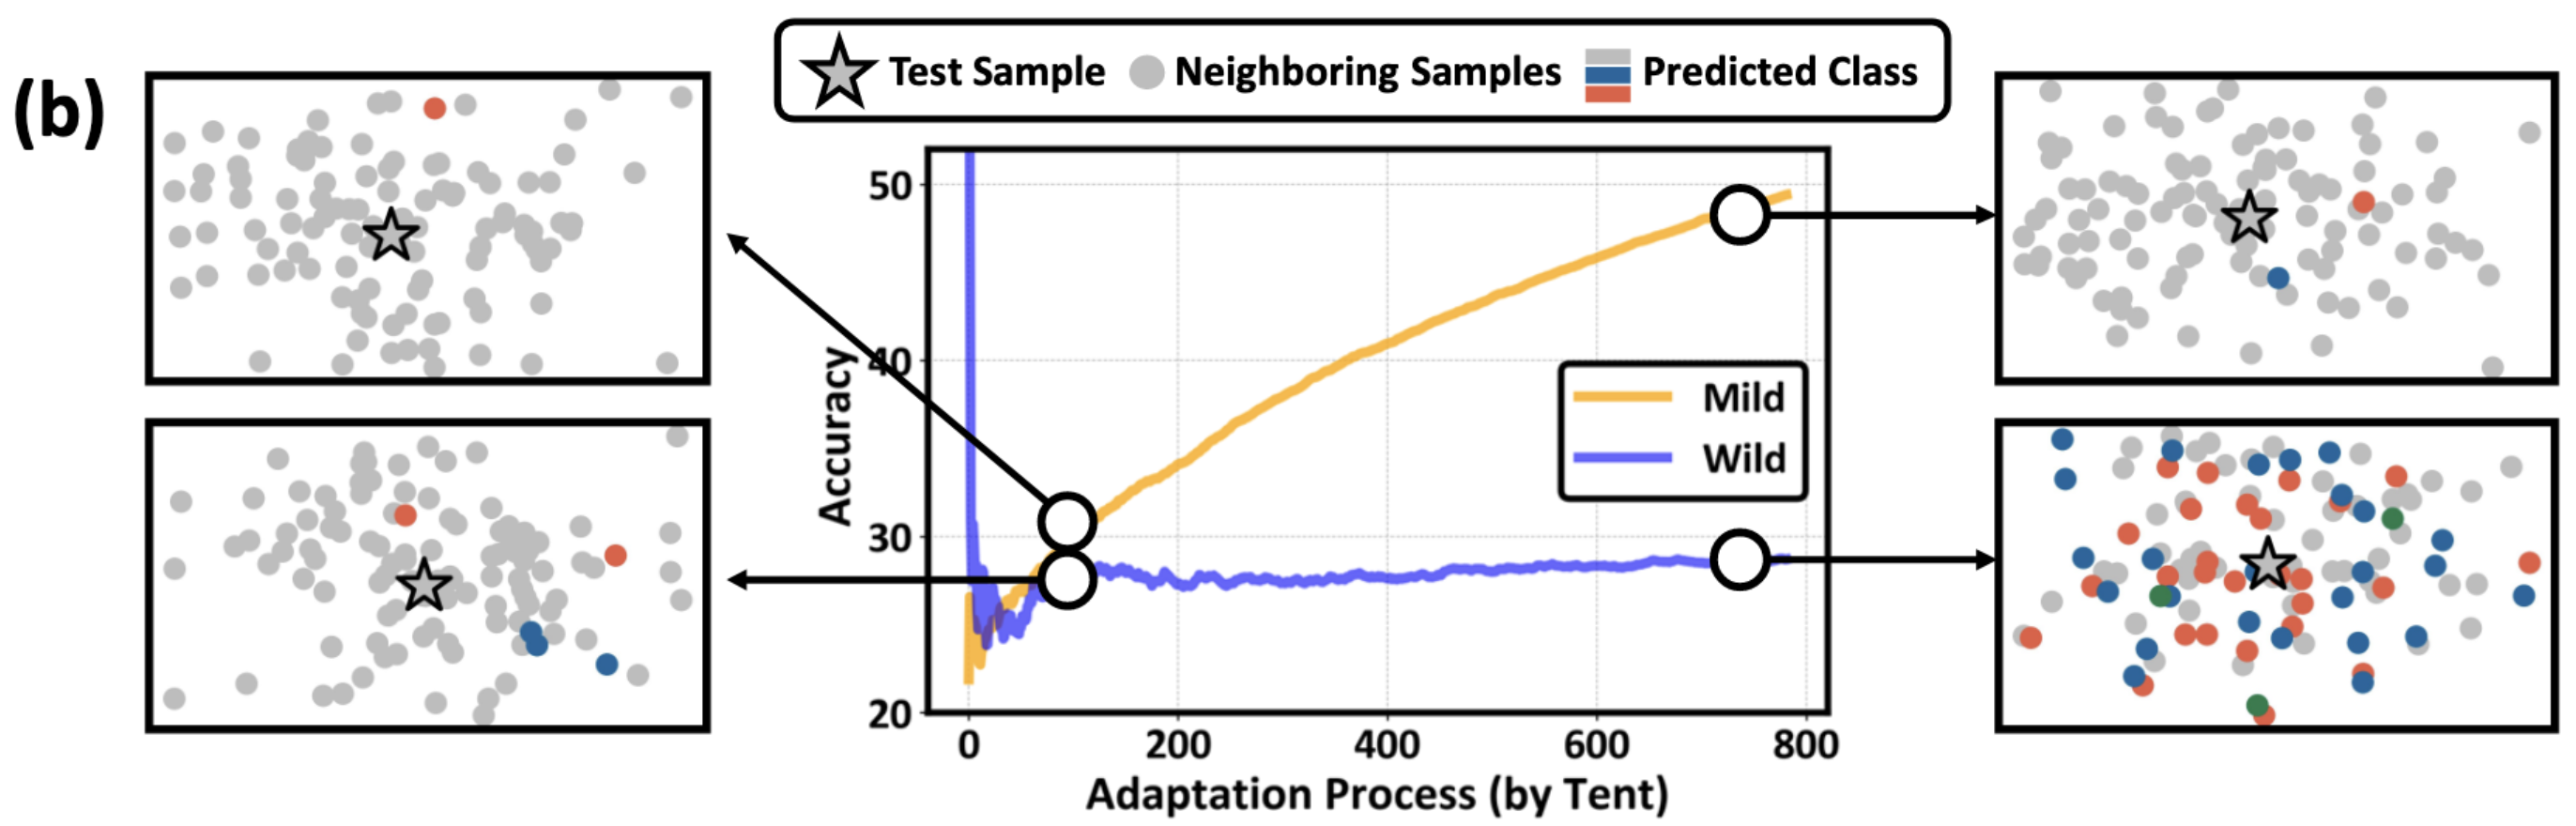 (b)
Test Sample Neighboring Samples Predicted Class
50
40
30
20
Accuracy
Mild
Wild
0 200 400 600 800
Adaptation Process (by Tent)